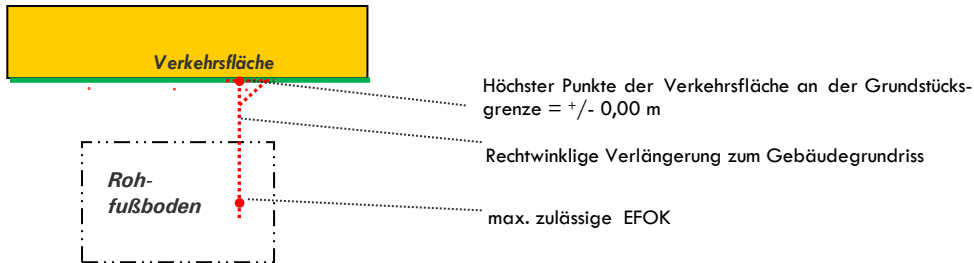 Verkehrsfläche
Höchster Punkte der Verkehrsfläche an der Grundstücks-
grenze = +/- 0,00 m
Rechtwinklige Verlängerung zum Gebäudegrundriss
Roh-
fußboden
max. zulässige EFOK